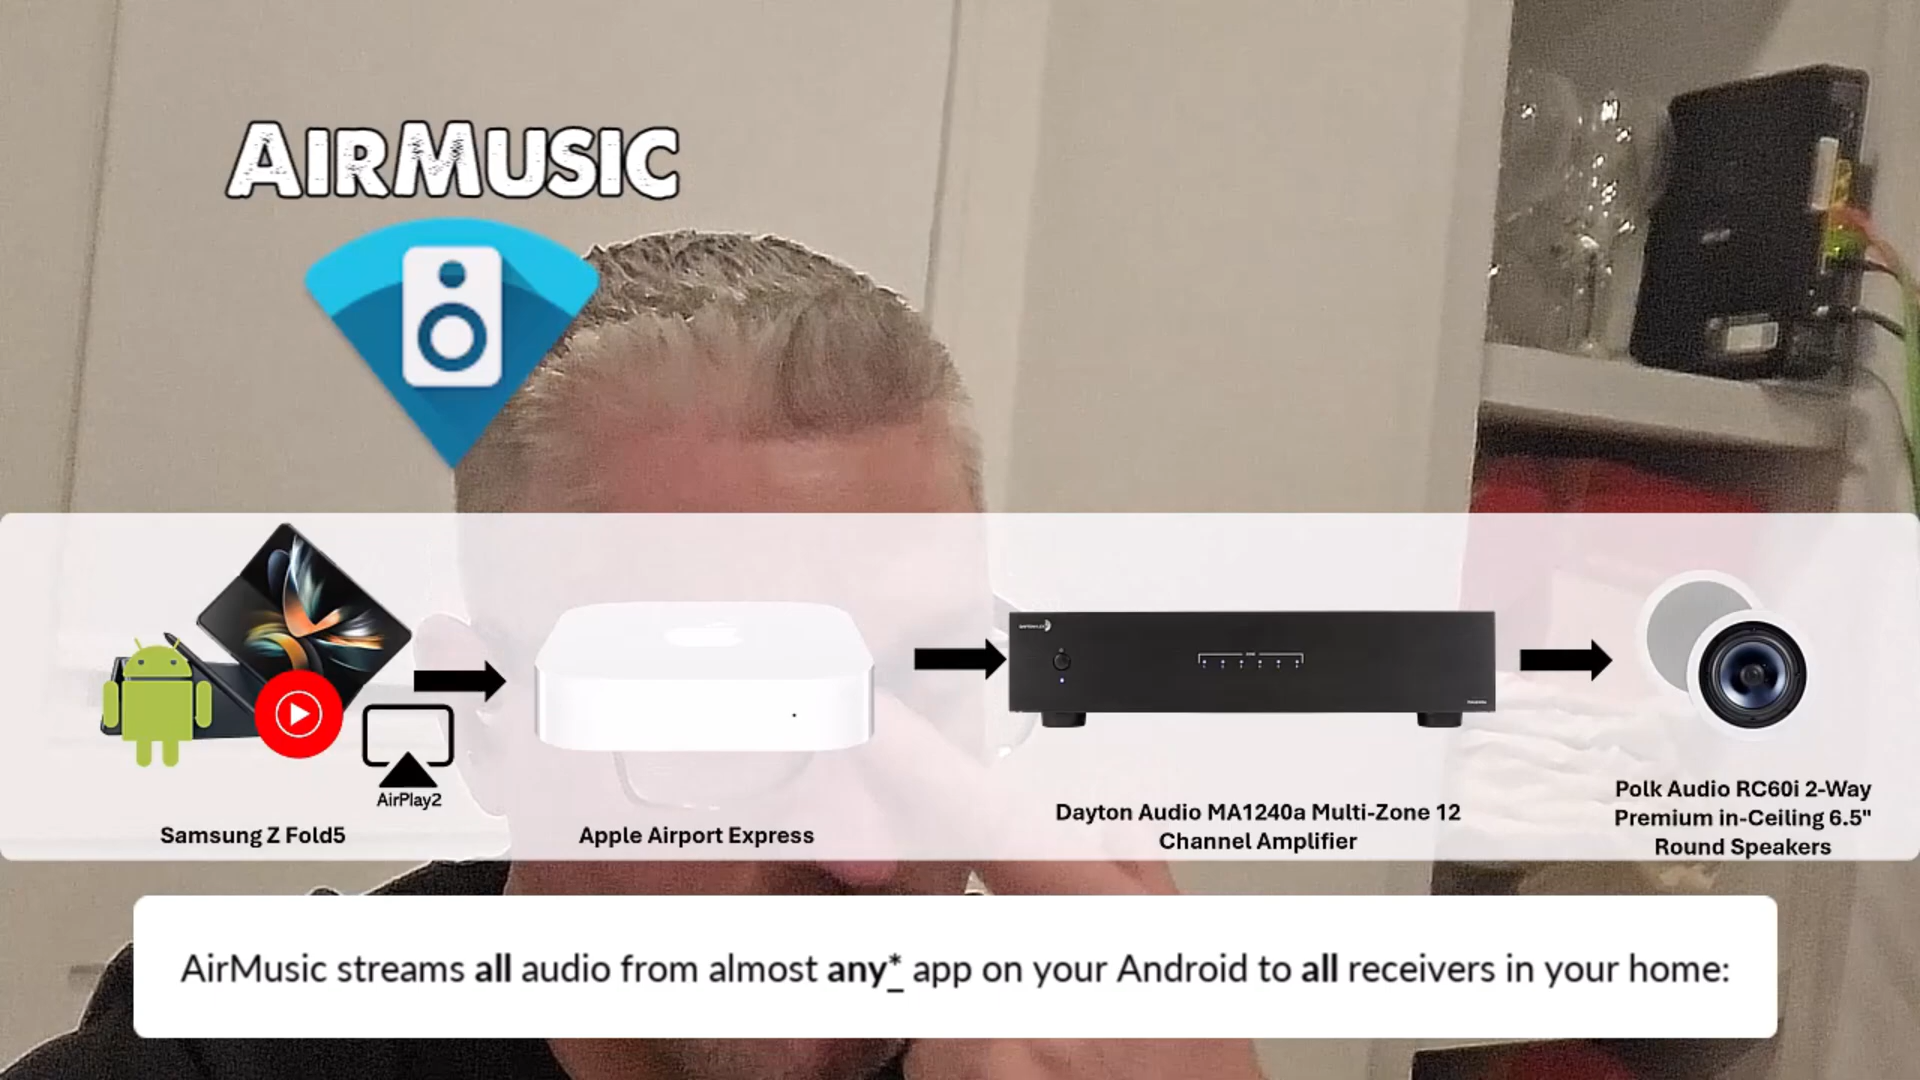 AIRMUSIC
AirPlay2
Samsung Z Fold5
Apple Airport Express
Dayton Audio MA1240a Multi-Zone 12
Channel Amplifier
Polk Audio RC60i 2-Way
Premium in-Ceiling 6.5"
Round Speakers
AirMusic streams all audio from almost any* app on your Android to all receivers in your home: